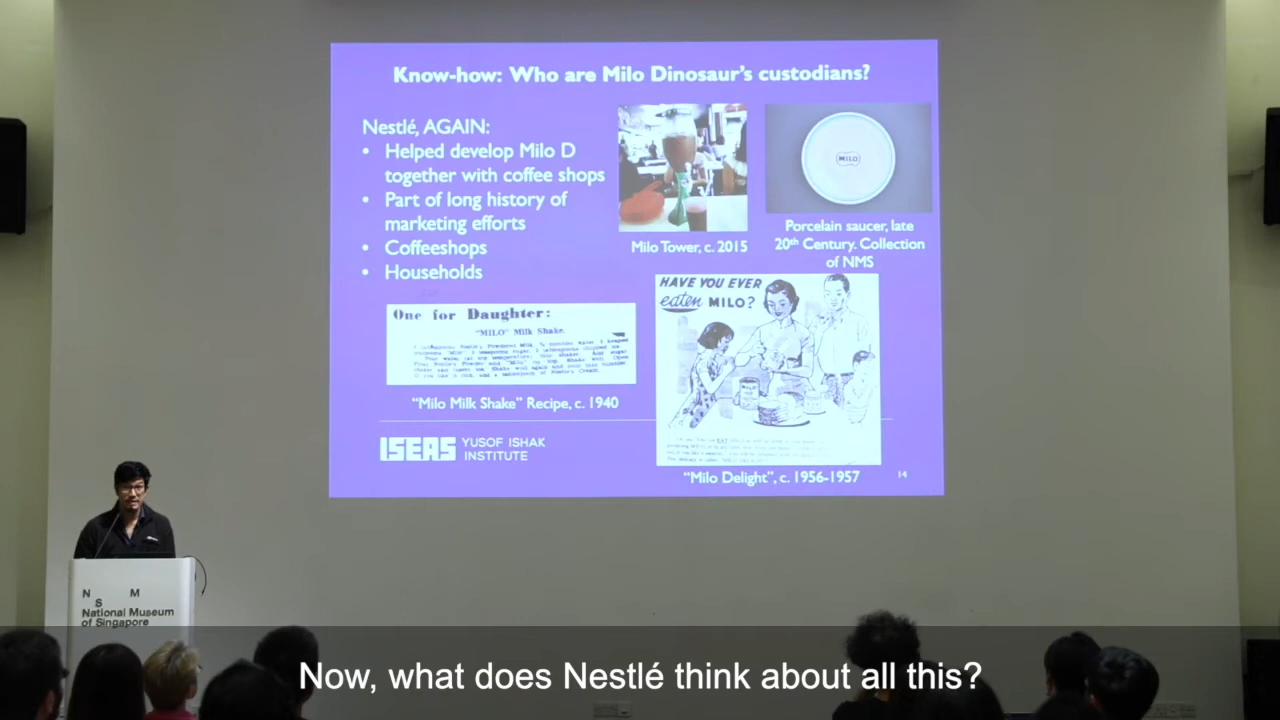 Know-how: Who are Milo Dinosaur's custodians?
Nestlé, AGAIN:
• Helped develop Milo D
together with coffee shops
• Part of long history of
marketing efforts
• Coffeeshops
• Households
MILO
Milo Tower, c. 2015
Porcelain saucer, late
20th Century. Collection
of NMS
One for Daughter:
"MILO" Milk Shake.
"Milo Milk Shake" Recipe, c. 1940
HAVE YOU EVER
eaten MILO?
"Milo Delight", c. 1956-1957
ISEAS YUSOF ISHAK
INSTITUTE
14
N M
S
National Museum
of Singapore
Now, what does Nestlé think about all this?